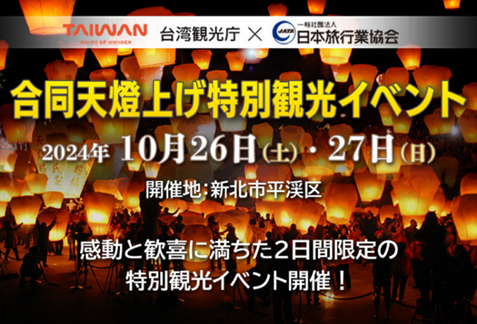 TAIWAN
WAVES OF WONDER
台湾観光庁 × JATA 一般社団法人
日本旅行業協会
合同天燈上げ特別観光イベント
2024年 10月26日(土)・27日(日)
開催地:新北市平渓区
感動と歓喜に満ちた2日間限定の
特別観光イベント開催!